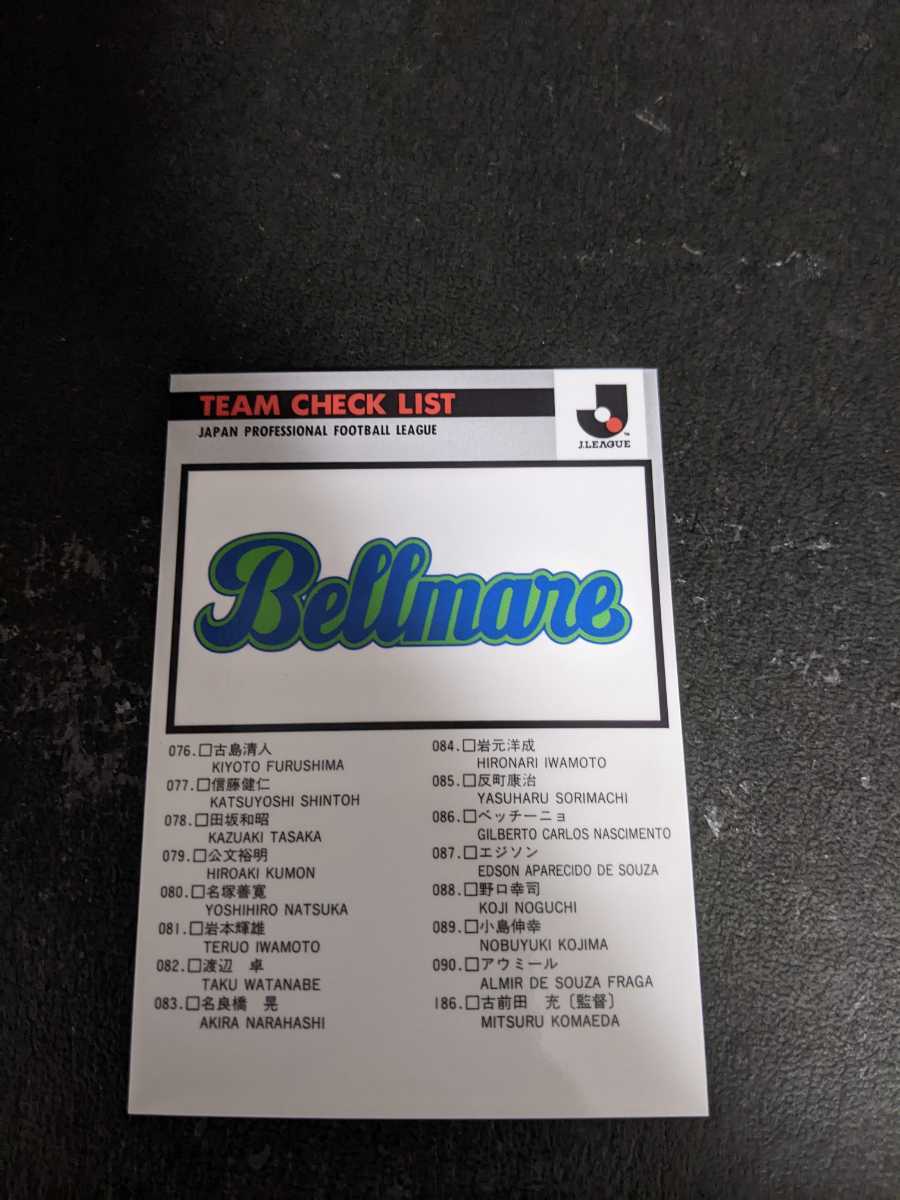 TEAM CHECK LIST
JAPAN PROFESSIONAL FOOTBALL LEAGUE
J.LEAGUE
TM
Bellmare
076.□古島清人
KIYOTO FURUSHIMA
077.□信藤健仁
KATSUYOSHI SHINTOH
078.□田坂和昭
KAZUAKI TASAKA
079.□公文裕明
HIROAKI KUMON
080.□名塚善寛
YOSHIHIRO NATSUKA
081.□岩本輝雄
TERUO IWAMOTO
082.□渡辺　卓
TAKU WATANABE
083.□名良橋　晃
AKIRA NARAHASHI
084.□岩元洋成
HIRONARI IWAMOTO
085.□反町康治
YASUHARU SORIMACHI
086.□ベッチーニョ
GILBERTO CARLOS NASCIMENTO
087.□エジソン
EDSON APARECIDO DE SOUZA
088.□野口幸司
KOJI NOGUCHI
089.□小島伸幸
NOBUYUKI KOJIMA
090.□アウミール
ALMIR DE SOUZA FRAGA
186.□古前田　充〔監督〕
MITSURU KOMAEDA